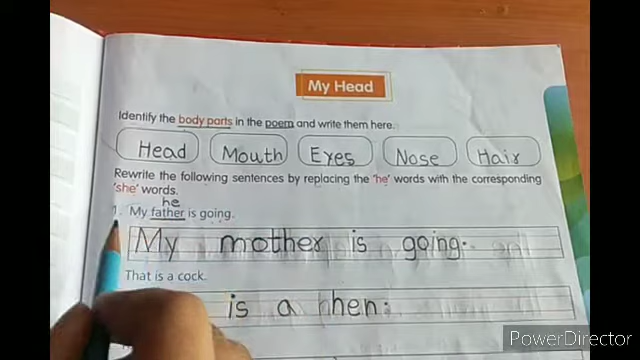 My Head
Identify the body parts in the poem and write them here.
Head Mouth Eyes Nose Hair
Rewrite the following sentences by replacing the 'he' words with the corresponding
'she' words.
he
1. My father is going.
My mother is going.
That is a cock.
is a hen.
PowerDirector